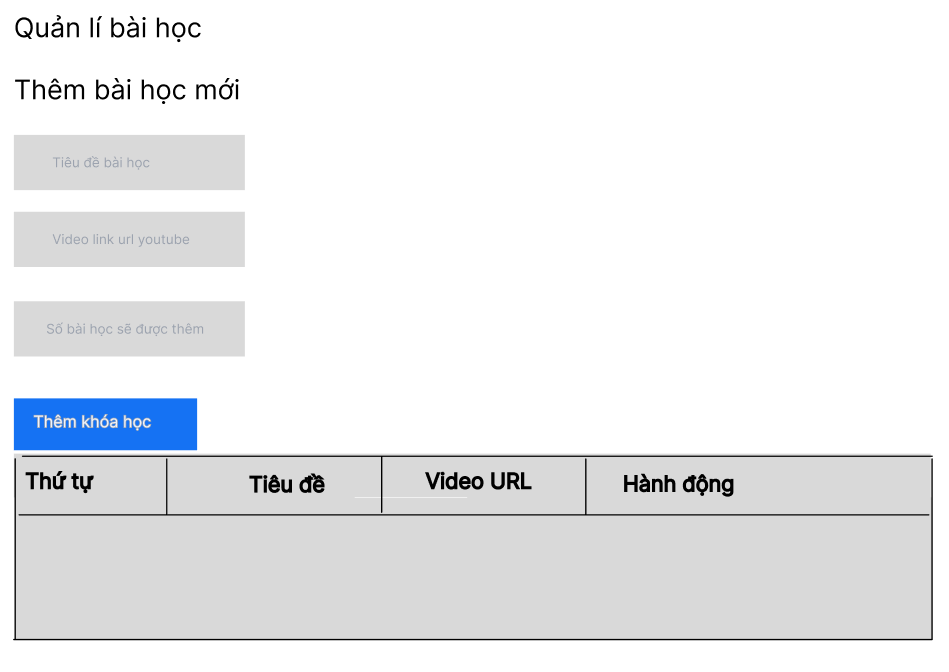 Quản lí bài học
Thêm bài học mới
Tiêu đề bài học
Video link url youtube
Số bài học sẽ được thêm
Thêm khóa học
Thứ tự Tiêu đề Video URL Hành động